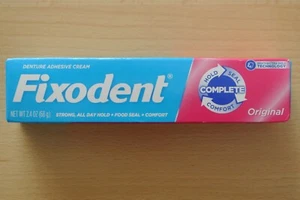 DENTURE ADHESIVE CREAM
Fixodent®
NET WT 2.4 OZ (68 g)
STRONG, ALL DAY HOLD • FOOD SEAL • COMFORT
HOLD
SEAL
COMPLETE
COMFORT
TECHNOLOGY
Original